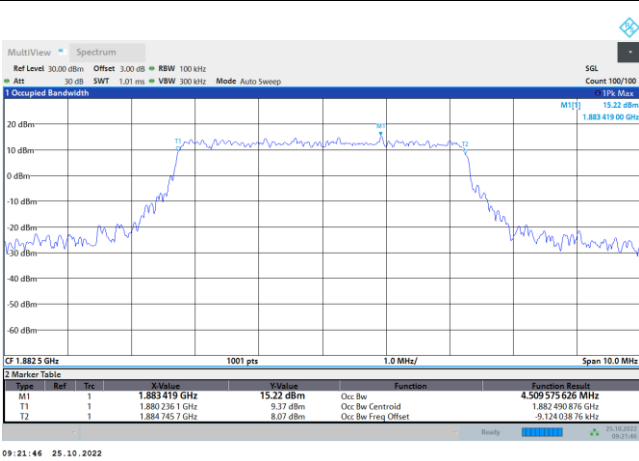 MultiView Spectrum
Ref Level 30.00 dBm Offset 3.00 dB RBW 100 kHz SGL
Att 30 dB SWT 1.01 ms VBW 300 kHz Mode Auto Sweep Count 100/100
1 Occupied Bandwidth 1Pk Max
M1[1] 15.22 dBm
1.883 419 00 GHz
M1
20 dBm
T1
T2
10 dBm
0 dBm
-10 dBm
-20 dBm
-30 dBm
-40 dBm
-50 dBm
-60 dBm
CF 1.882 5 GHz 1001 pts 1.0 MHz/ Span 10.0 MHz
2 Marker Table
Type Ref Trc X-Value Y-Value Function Function Result
M1 1 1.883 419 GHz 15.22 dBm Occ Bw 4.509 575 626 MHz
T1 1 1.880 236 1 GHz 9.37 dBm Occ Bw Centroid 1.882 490 876 GHz
T2 1 1.884 745 7 GHz 8.07 dBm Occ Bw Freq Offset -9.124 038 76 kHz
Ready 25.10.2022
09:21:46
09:21:46 25.10.2022